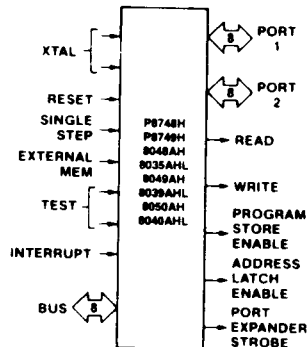 XTAL
RESET
SINGLE
STEP
EXTERNAL
MEM
TEST
INTERRUPT
BUS
8
P8748H
P8749H
8048AH
8035AHL
8049AH
8039AHL
8050AH
8040AHL
8
PORT
1
8
PORT
2
READ
WRITE
PROGRAM
STORE
ENABLE
ADDRESS
LATCH
ENABLE
PORT
EXPANDER
STROBE